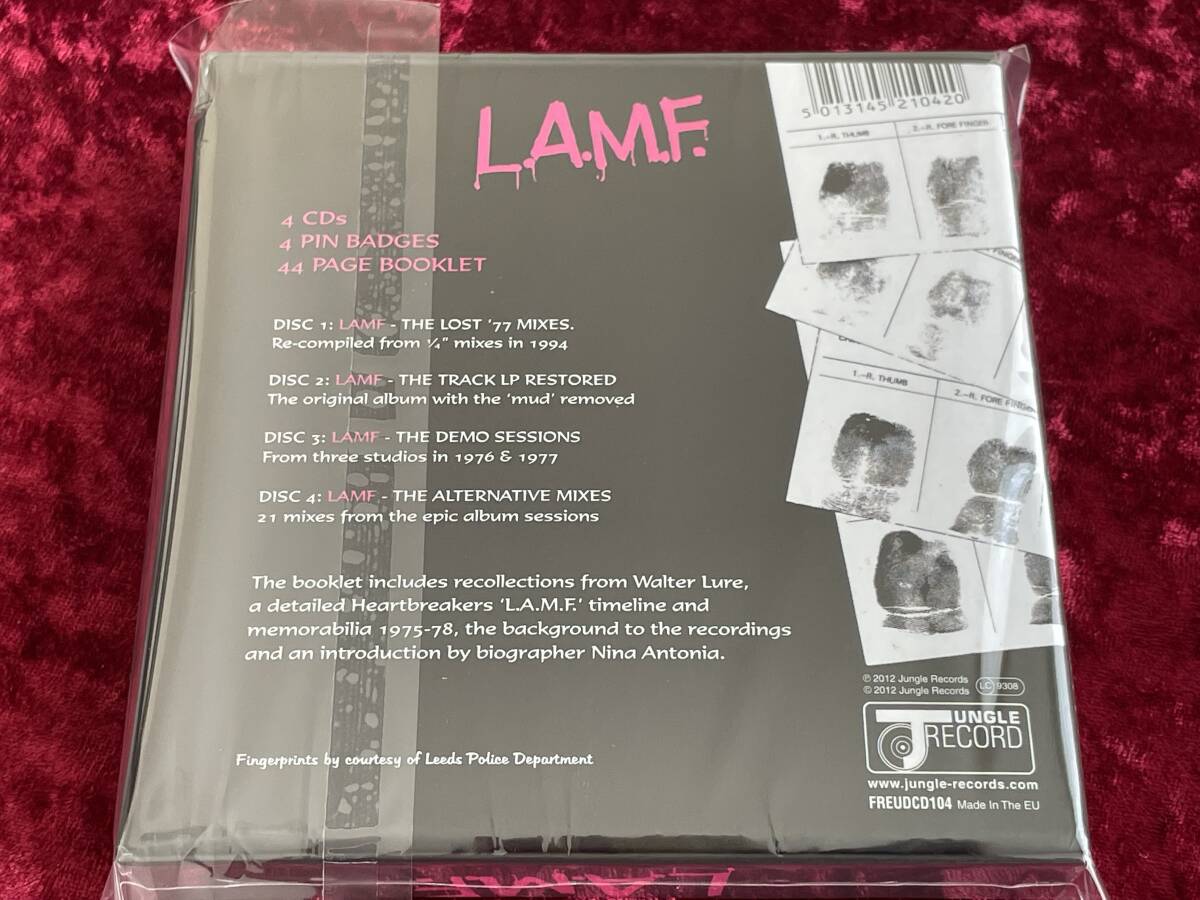 L.A.M.F.
5 013145 210420
1.–R. THUMB
2.–R. FORE FINGER
4 CDs
4 PIN BADGES
44 PAGE BOOKLET
DISC 1: LAMF - THE LOST '77 MIXES.
Re-compiled from ¼" mixes in 1994
DISC 2: LAMF - THE TRACK LP RESTORED
The original album with the 'mud' removed
DISC 3: LAMF - THE DEMO SESSIONS
From three studios in 1976 & 1977
DISC 4: LAMF - THE ALTERNATIVE MIXES
21 mixes from the epic album sessions
1.–R. THUMB
2.–R. FORE FINGER
The booklet includes recollections from Walter Lure,
a detailed Heartbreakers 'L.A.M.F.' timeline and
memorabilia 1975-78, the background to the recordings
and an introduction by biographer Nina Antonia.
℗ 2012 Jungle Records
© 2012 Jungle Records
LC 9308
JUNGLE
RECORD
www.jungle-records.com
FREUDCD104 Made In The EU
Fingerprints by courtesy of Leeds Police Department
L.A.M.F.